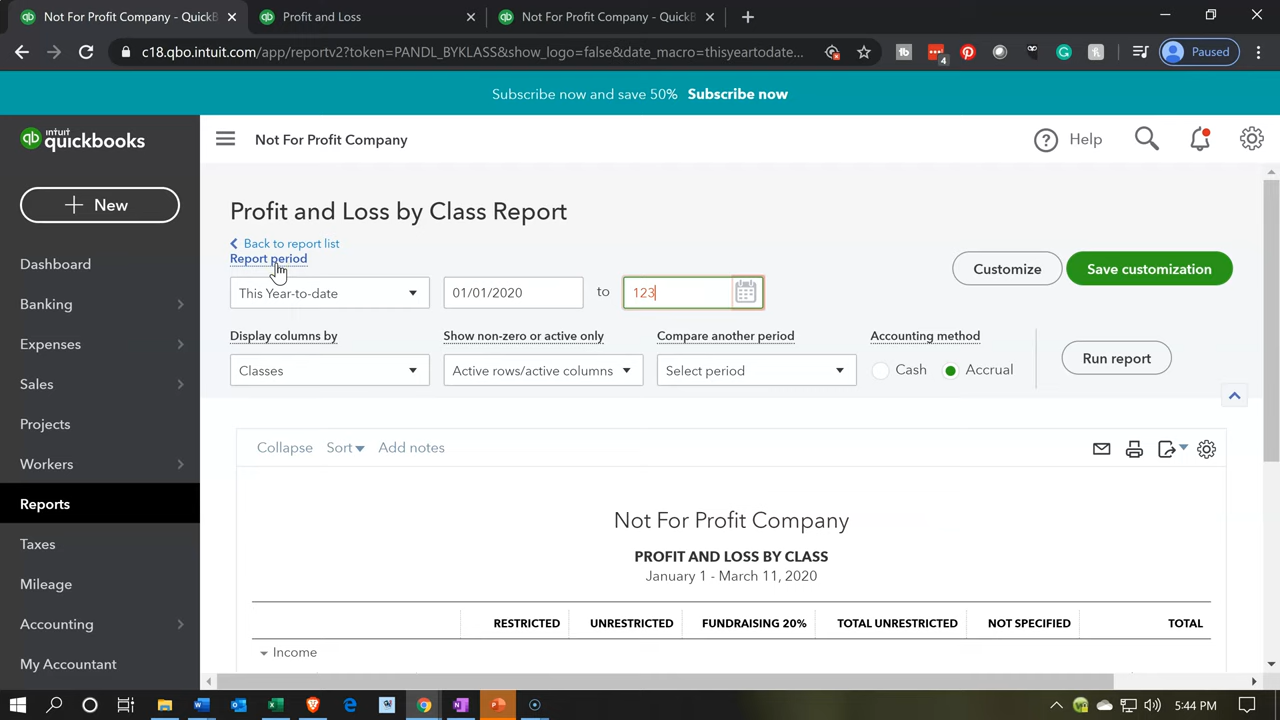 Not For Profit Company - QuickB
Profit and Loss
Not For Profit Company - QuickB
c18.qbo.intuit.com/app/reportv2?token=PANDL_BYKLASS&show_logo=false&date_macro=thisyeartodate...
4
Paused
Subscribe now and save 50% Subscribe now
intuit
quickbooks
Not For Profit Company
Help
New
Dashboard
Banking
Expenses
Sales
Projects
Workers
Reports
Taxes
Mileage
Accounting
My Accountant
Profit and Loss by Class Report
Back to report list
Report period
This Year-to-date
01/01/2020
to
123
Customize
Save customization
Display columns by
Show non-zero or active only
Compare another period
Accounting method
Classes
Active rows/active columns
Select period
Cash
Accrual
Run report
Collapse
Sort
Add notes
Not For Profit Company
PROFIT AND LOSS BY CLASS
January 1 - March 11, 2020
RESTRICTED
UNRESTRICTED
FUNDRAISING 20%
TOTAL UNRESTRICTED
NOT SPECIFIED
TOTAL
Income
5:44 PM